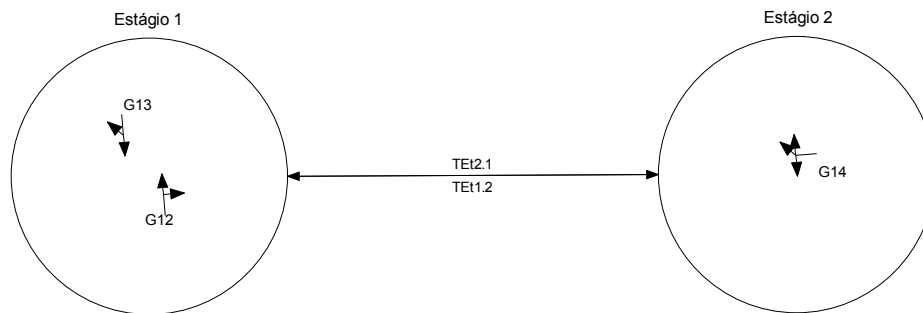 Estágio 1
Estágio 2
G13
TEt2.1
TEt1.2
G14
G12